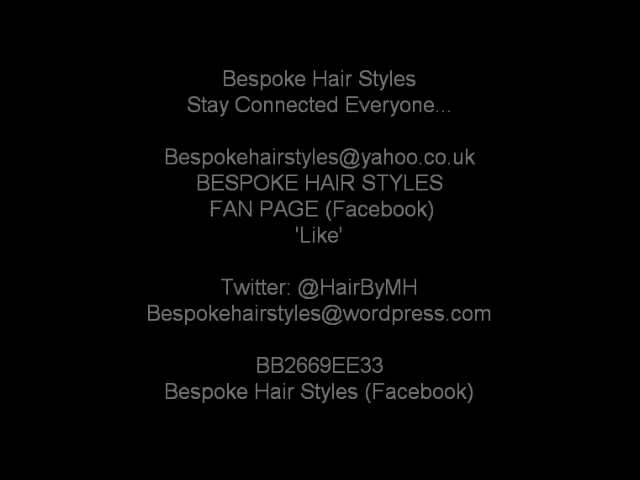 Bespoke Hair Styles
Stay Connected Everyone...
Bespokehairstyles@yahoo.co.uk
BESPOKE HAIR STYLES
FAN PAGE (Facebook)
'Like'
Twitter: @HairByMH
Bespokehairstyles@wordpress.com
BB2669EE33
Bespoke Hair Styles (Facebook)